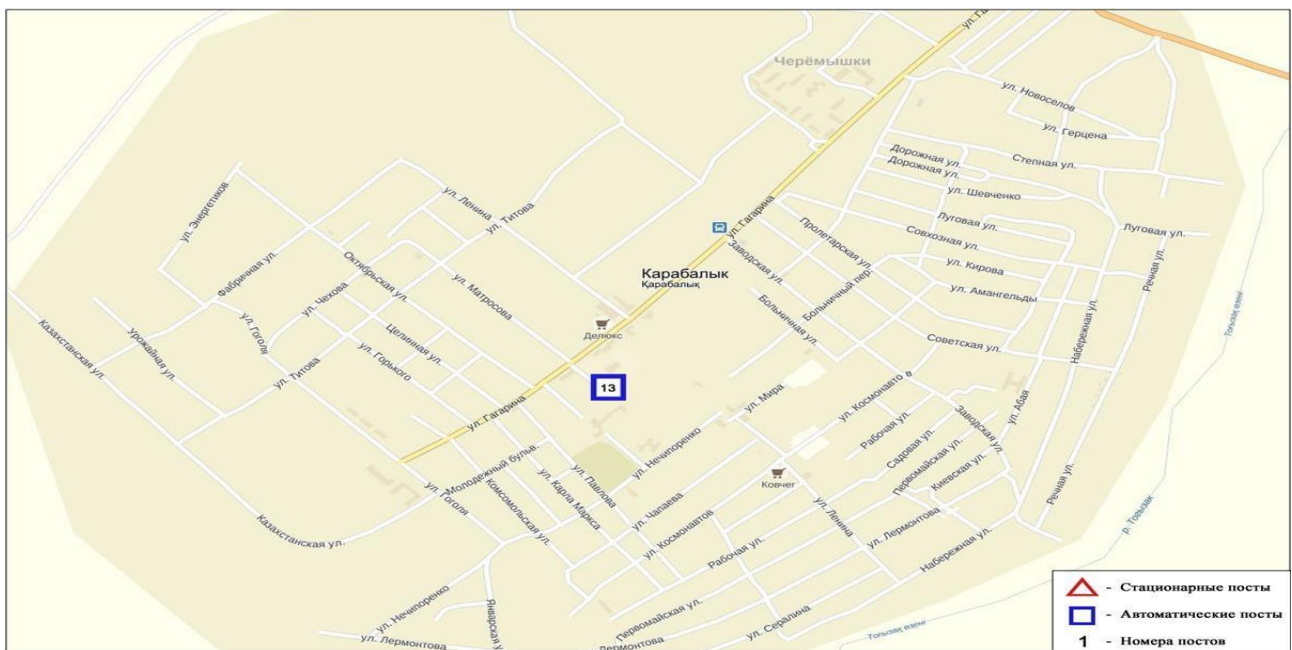 ул. Га
Черёмышки
ул. Новоселов
ул. Герцена
Дорожная ул.
Дорожная ул.
Степная ул.
ул. Шевченко
ул. Энергетиков
ул. Ленина
ул. Титова
ул. Гагарина
Пролетарская ул.
Луговая ул.
Совхозная ул.
Луговая ул.
Фабричная ул.
Октябрьская ул.
Заводская ул.
ул. Кирова
Речная ул.
Карабалык
Қарабалық
Больничный пер.
ул. Чехова
ул. Матросова
ул. Амангельды
Больничная ул.
Казахстанская ул.
Урожайная ул.
ул. Гоголя
Целинная ул.
Делюкс
Советская ул.
Набережная ул.
Тоғызақ өзені
ул. Титова
ул. Горького
13
ул. Гагарина
ул. Мира
ул. Космонавто в
Рабочая ул.
Заводская ул.
ул. Абая
Садовая ул.
Молодежный бульв.
ул. Нечипоренко
Первомайская ул.
Киевская ул.
ул. Павлова
ул. Карла Маркса
Ковчег
Речная ул.
ул. Гоголя
Комсомольская ул.
ул. Чапаева
ул. Ленина
р. Тогызак
Казахстанская ул.
ул. Космонавтов
ул. Лермонтова
Рабочая ул.
Набережная ул.
ул. Нечипоренко
Январская у
Первомайская ул.
ул. Сералина
Тоғызақ өзені
ул. Лермонтова
Лермонтова
- Стационарные посты
- Автоматические посты
1 - Номера постов